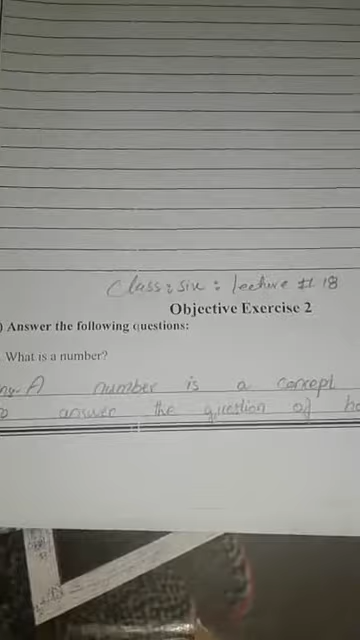 Class: six : lecture # 18
Objective Exercise 2
) Answer the following questions:
What is a number?
A number is a concept
answer the question of